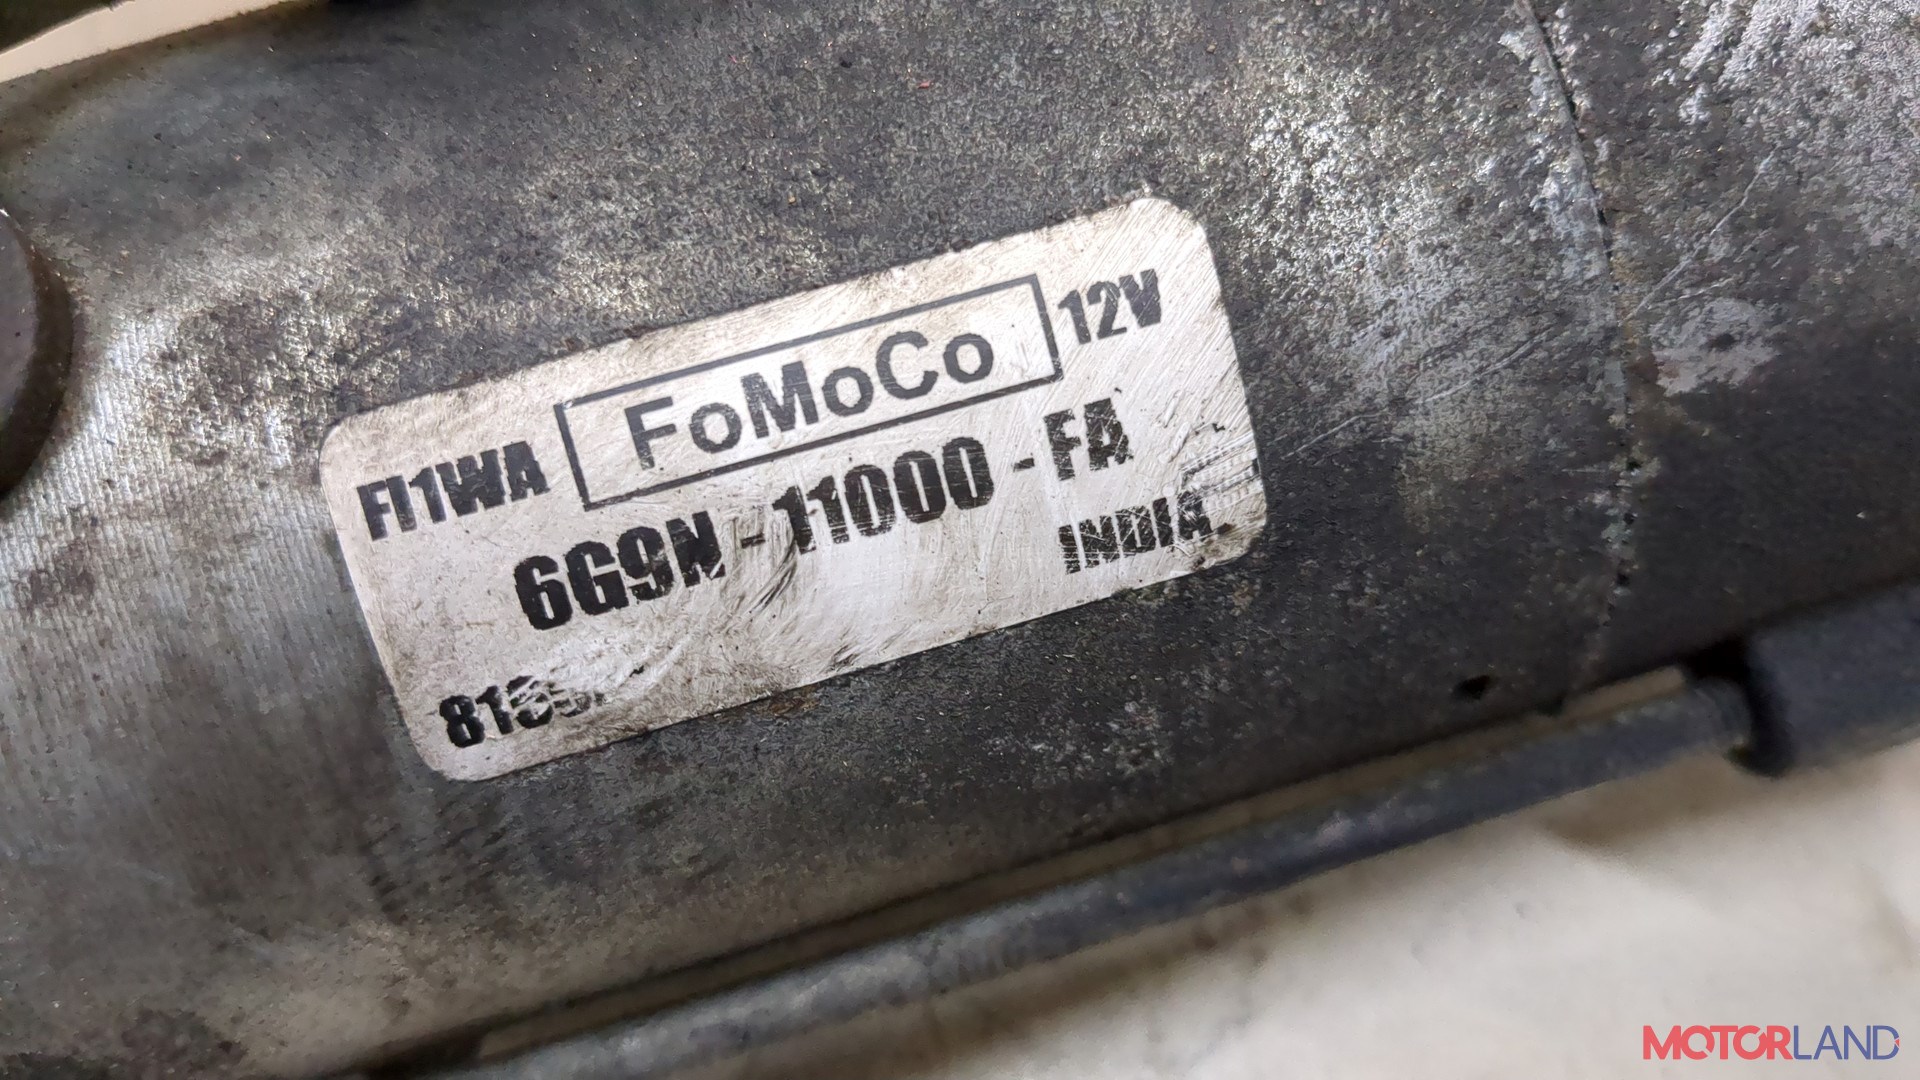 FI1WA FoMoCo 12V
6G9N-11000-FA
INDIA
MOTORLAND